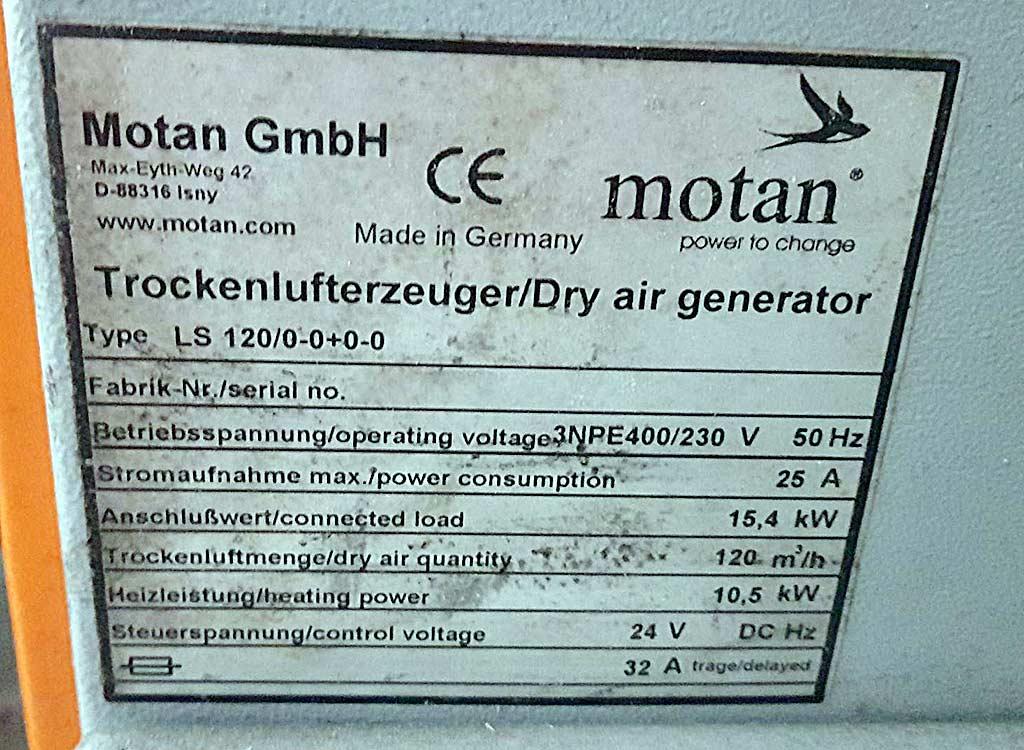 Motan GmbH
Max-Eyth-Weg 42
D-88316 Isny
www.motan.com
CE
Made in Germany
motan®
power to change
Trockenlufterzeuger/Dry air generator
Type LS 120/0-0+0-0
Fabrik-Nr./serial no.
Betriebsspannung/operating voltage 3NPE400/230 V 50 Hz
Stromaufnahme max./power consumption 25 A
Anschlußwert/connected load 15,4 kW
Trockenluftmenge/dry air quantity 120 m³/h
Heizleistung/heating power 10,5 kW
Steuerspannung/control voltage 24 V DC Hz
32 A trage/delayed